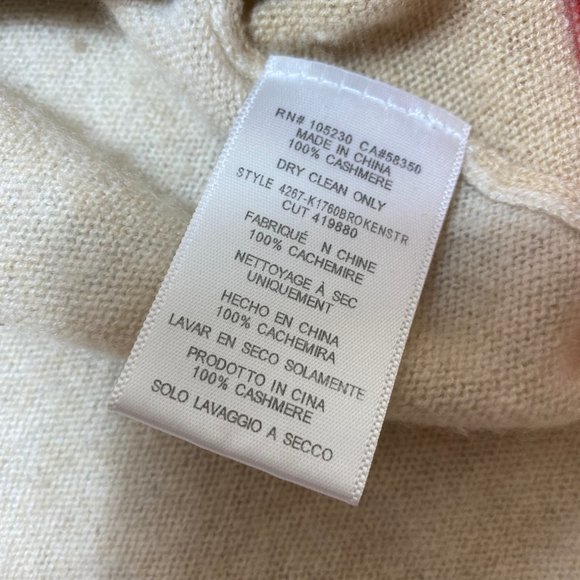 RN# 105230 CA#58350
MADE IN CHINA
100% CASHMERE
DRY CLEAN ONLY
STYLE 4267-K1760BROKENSTR
CUT 419880
FABRIQUÉ N CHINE
100% CACHEMIRE
NETTOYAGE À SEC
UNIQUEMENT
HECHO EN CHINA
100% CACHEMIRA
LAVAR EN SECO SOLAMENTE
PRODOTTO IN CINA
100% CASHMERE
SOLO LAVAGGIO A SECCO